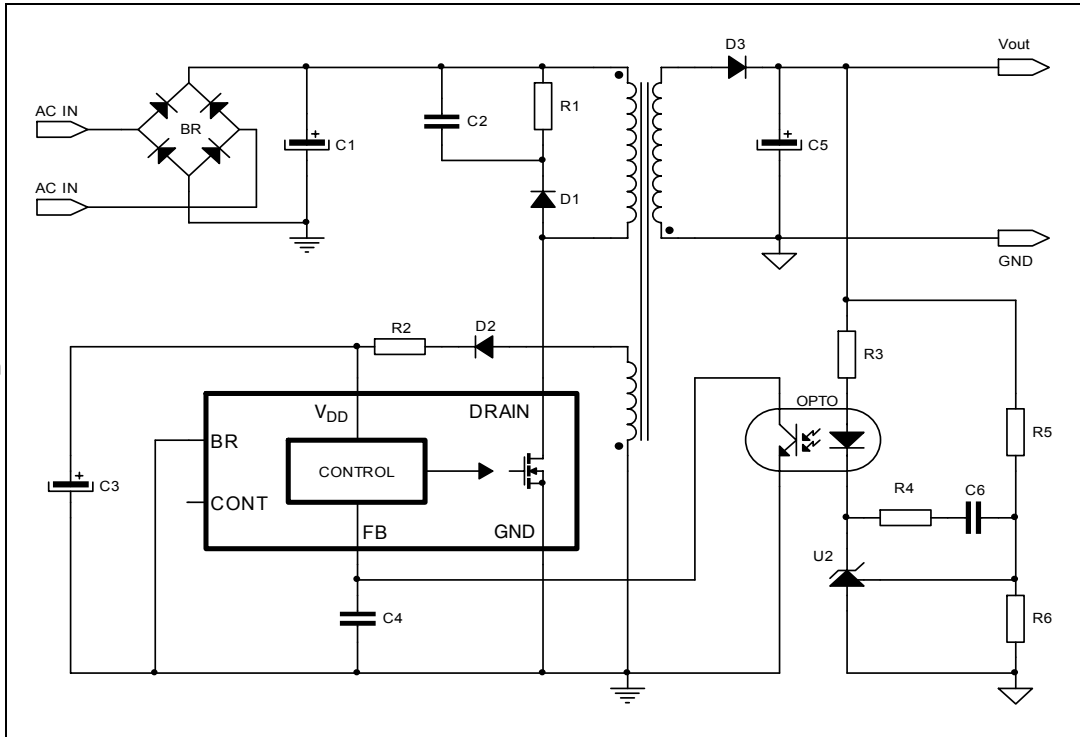 D3
Vout
AC IN
BR
R1
C2
C1
C5
AC IN
D1
GND
R2
D2
R3
VDD
DRAIN
OPTO
BR
R5
CONTROL
C3
CONT
R4
C6
FB
GND
U2
C4
R6